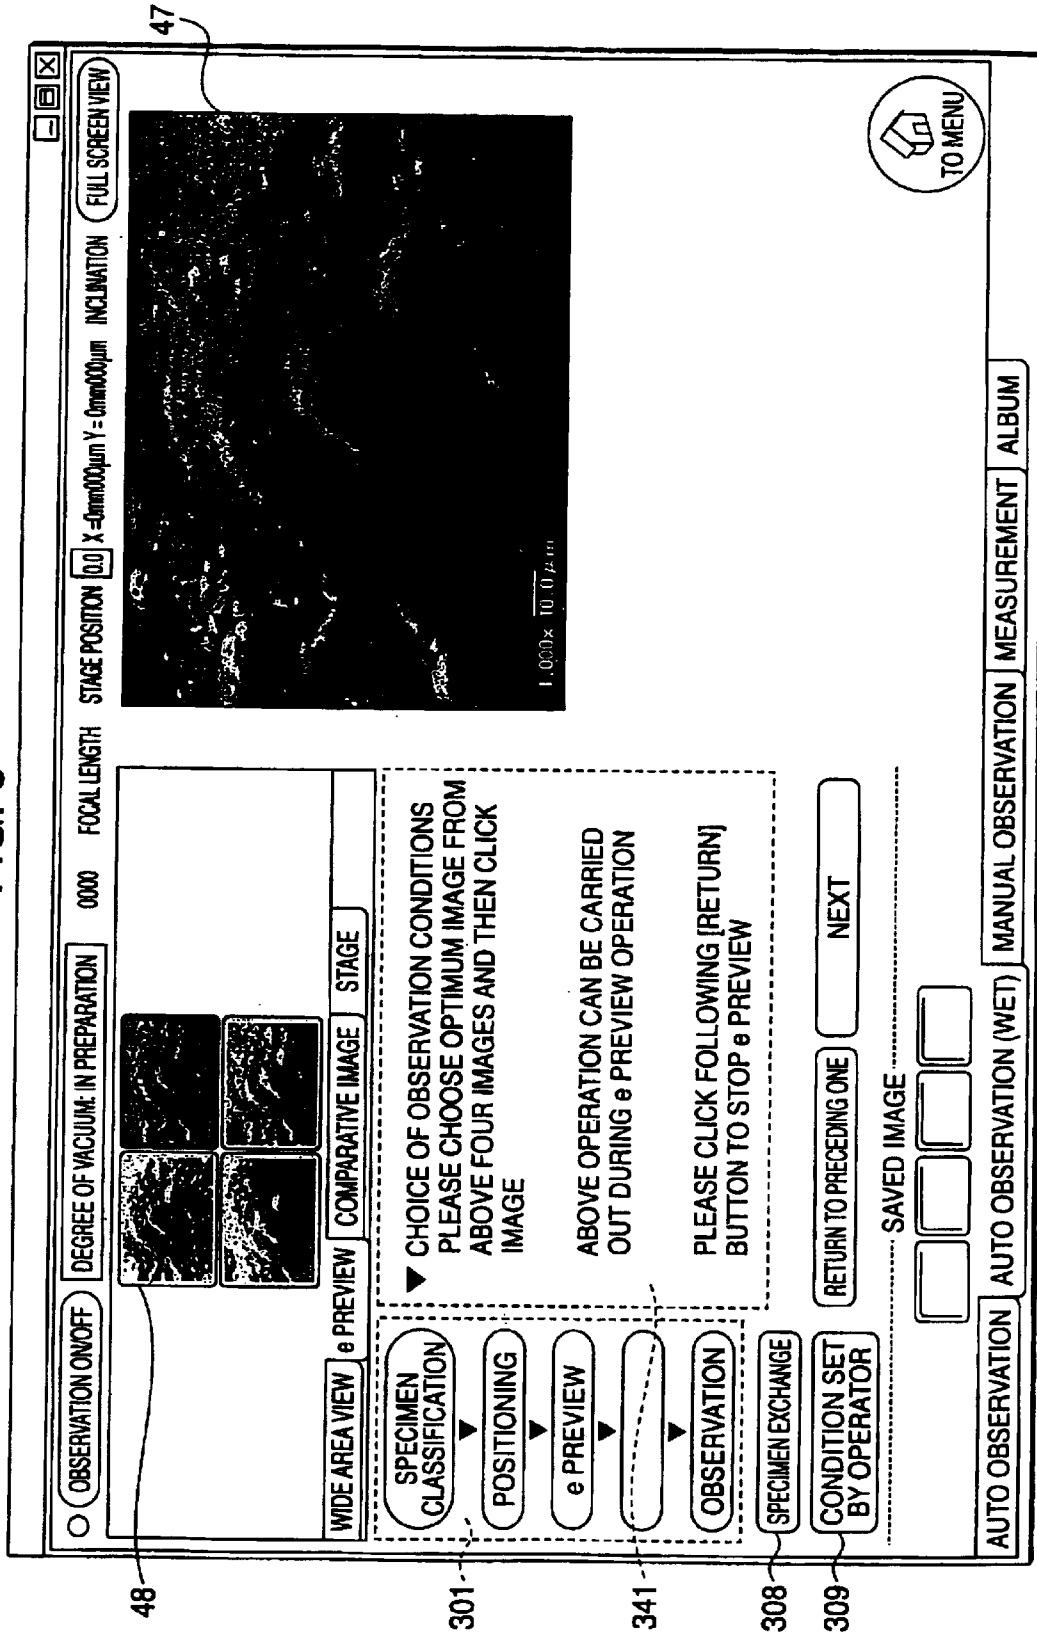 OBSERVATION ON/OFF
DEGREE OF VACUUM: IN PREPARATION
0000
FOCAL LENGTH
STAGE POSITION
0.0
X =0mm000μm Y = 0mm000μm
INCLINATION
FULL SCREEN VIEW
47
48
WIDE AREA VIEW
e PREVIEW
COMPARATIVE IMAGE
STAGE
1.000x 10.0 μm
301
SPECIMEN
CLASSIFICATION
POSITIONING
e PREVIEW
OBSERVATION
▼ CHOICE OF OBSERVATION CONDITIONS
PLEASE CHOOSE OPTIMUM IMAGE FROM
ABOVE FOUR IMAGES AND THEN CLICK
IMAGE
ABOVE OPERATION CAN BE CARRIED
OUT DURING e PREVIEW OPERATION
PLEASE CLICK FOLLOWING [RETURN]
BUTTON TO STOP e PREVIEW
341
308
SPECIMEN EXCHANGE
309
CONDITION SET
BY OPERATOR
RETURN TO PRECEDING ONE
NEXT
SAVED IMAGE
TO MENU
AUTO OBSERVATION
AUTO OBSERVATION (WET)
MANUAL OBSERVATION
MEASUREMENT
ALBUM